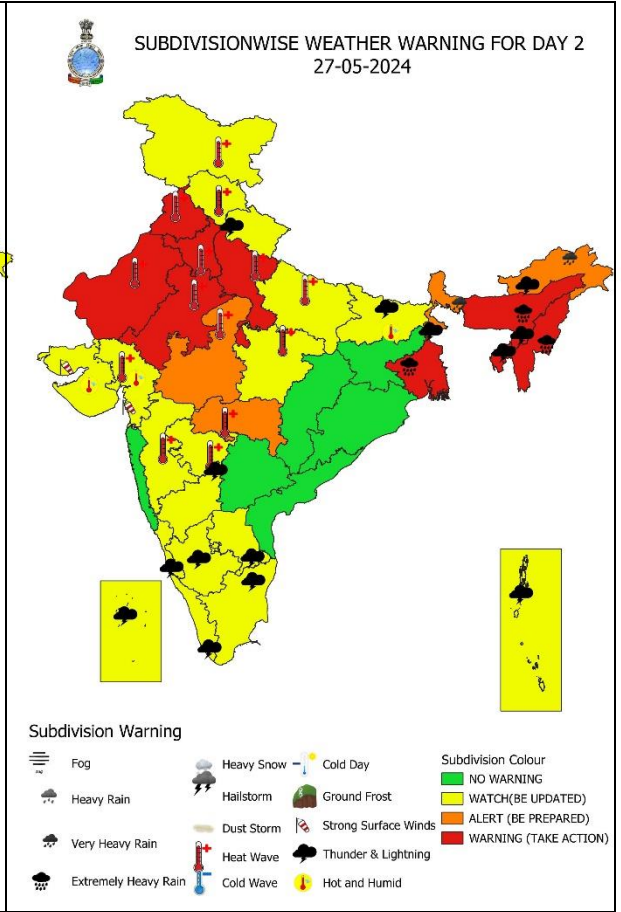 SUBDIVISIONWISE WEATHER WARNING FOR DAY 2
27-05-2024
Subdivision Warning
Fog
Heavy Rain
Very Heavy Rain
Extremely Heavy Rain
Heavy Snow
Hailstorm
Dust Storm
Heat Wave
Cold Wave
Cold Day
Ground Frost
Strong Surface Winds
Thunder & Lightning
Hot and Humid
Subdivision Colour
NO WARNING
WATCH(BE UPDATED)
ALERT (BE PREPARED)
WARNING (TAKE ACTION)